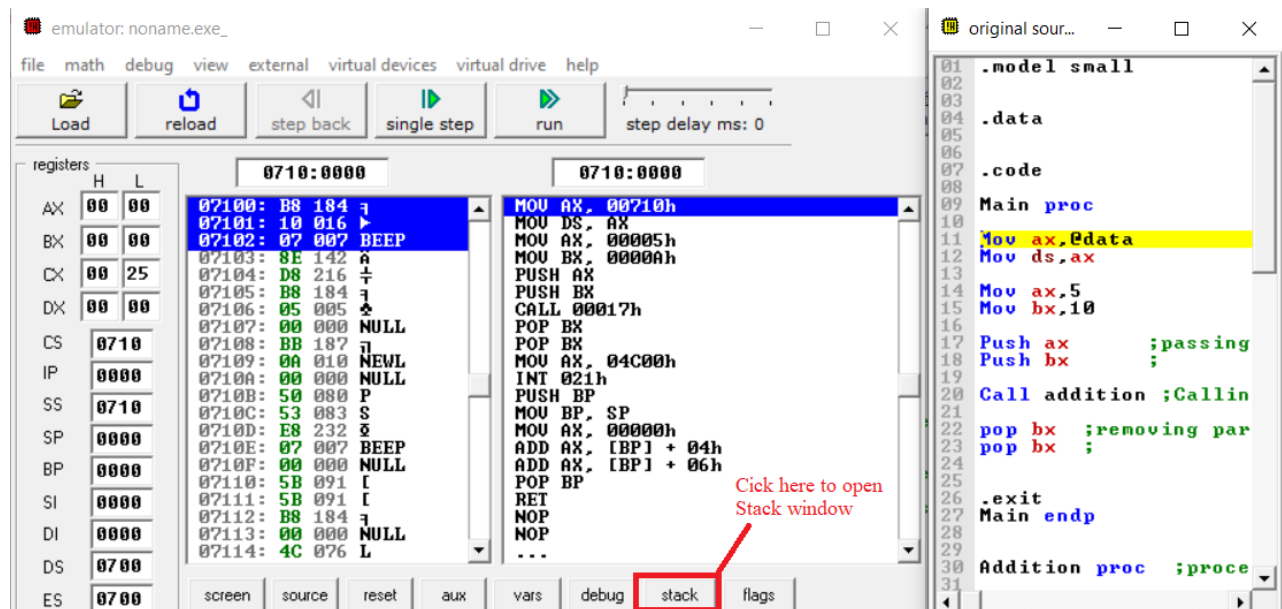 emulator: noname.exe_
file math debug view external virtual devices virtual drive help
Load reload step back single step run step delay ms: 0
registers
H L
AX 00 00
BX 00 00
CX 00 25
DX 00 00
CS 0710
IP 0000
SS 0710
SP 0000
BP 0000
SI 0000
DI 0000
DS 0700
ES 0700
0710:0000
07100: B8 184 ╕
07101: 10 016 ►
07102: 07 007 BEEP
07103: 8E 142 Ä
07104: D8 216 ╪
07105: B8 184 ╕
07106: 05 005 ♣
07107: 00 000 NULL
07108: BB 187 ╗
07109: 0A 010 NEWL
0710A: 00 000 NULL
0710B: 50 080 P
0710C: 53 083 S
0710D: E8 232
0710E: 07 007 BEEP
0710F: 00 000 NULL
07110: 5B 091 [
07111: 5B 091 [
07112: B8 184 ╕
07113: 00 000 NULL
07114: 4C 076 L
0710:0000
MOV AX, 00710h
MOV DS, AX
MOV AX, 00005h
MOV BX, 0000Ah
PUSH AX
PUSH BX
CALL 00017h
POP BX
POP BX
MOV AX, 04C00h
INT 021h
PUSH BP
MOV BP, SP
MOV AX, 00000h
ADD AX, [BP] + 04h
ADD AX, [BP] + 06h
POP BP
RET
NOP
NOP
...
Cick here to open
Stack window
screen source reset aux vars debug stack flags
original sour...
01 .model small
02
03
04 .data
05
06
07 .code
08
09 Main proc
10
11 Mov ax,@data
12 Mov ds,ax
13
14 Mov ax,5
15 Mov bx,10
16
17 Push ax ;passing
18 Push bx ;
19
20 Call addition ;Callin
21
22 pop bx ;removing par
23 pop bx ;
24
25
26 .exit
27 Main endp
28
29
30 Addition proc ;proce
31